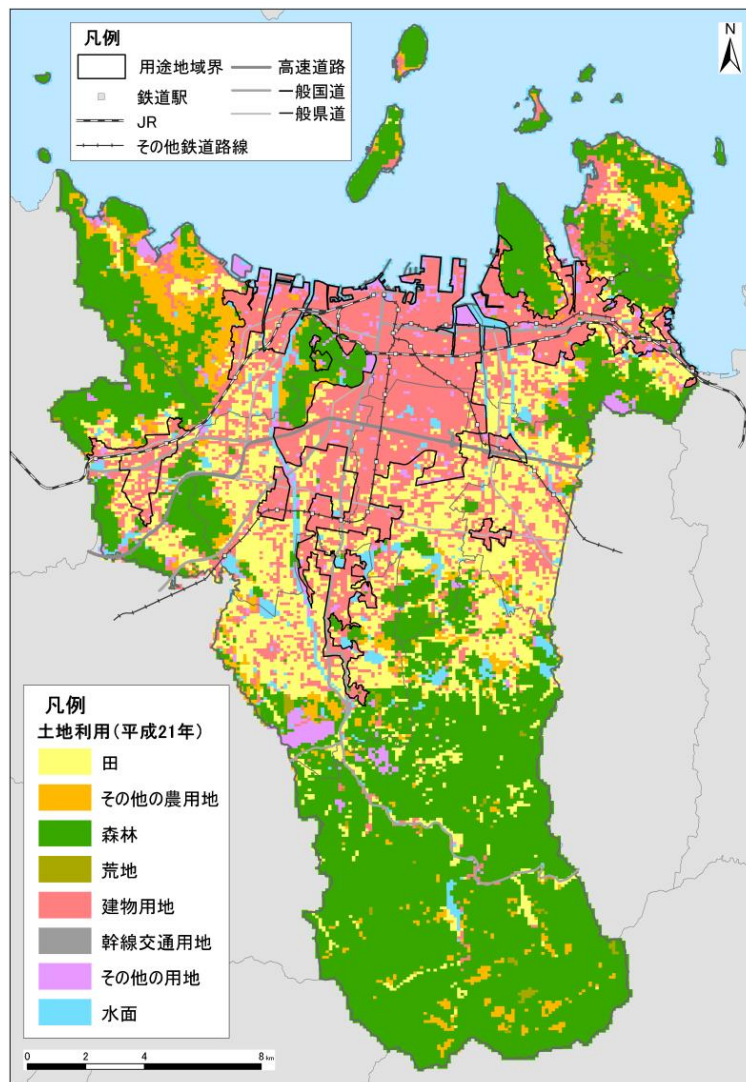 凡例
用途地域界
鉄道駅
JR
その他鉄道路線
高速道路
一般国道
一般県道
N
凡例
土地利用(平成21年)
田
その他の農用地
森林
荒地
建物用地
幹線交通用地
その他の用地
水面
0 2 4 8 km